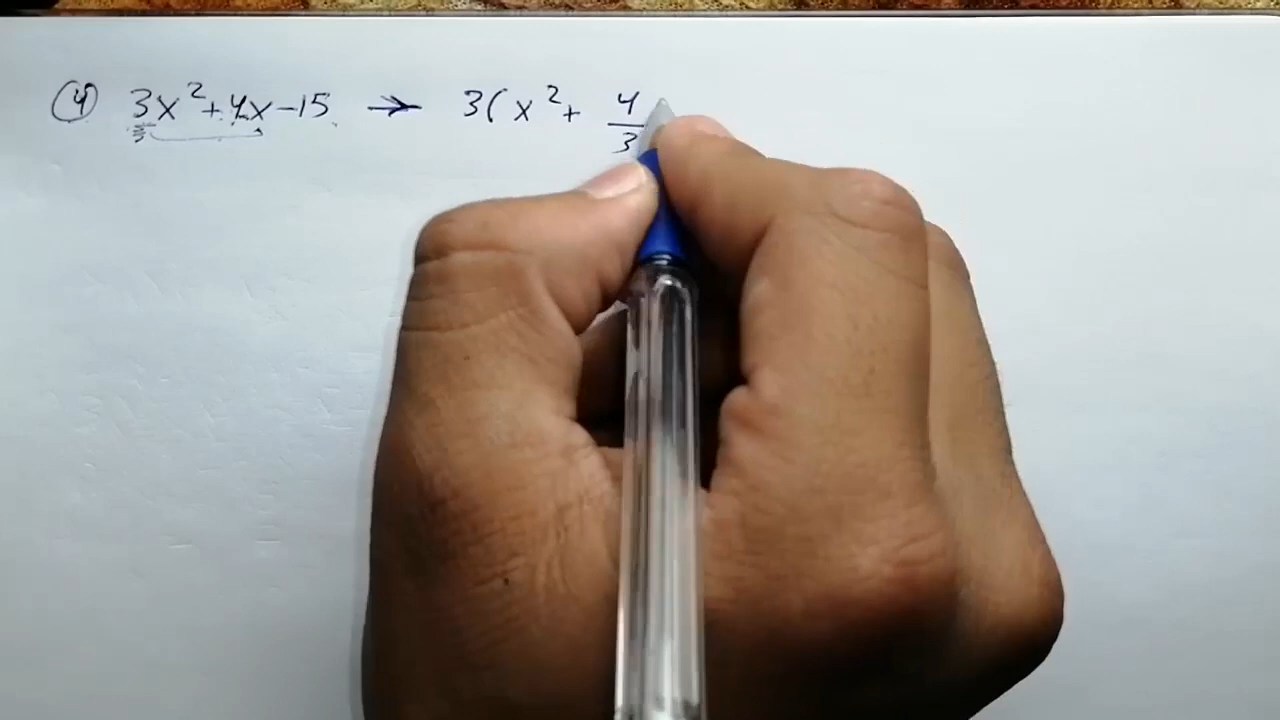 ④ 3x²+4x-15 → 3(x²+ 4/3